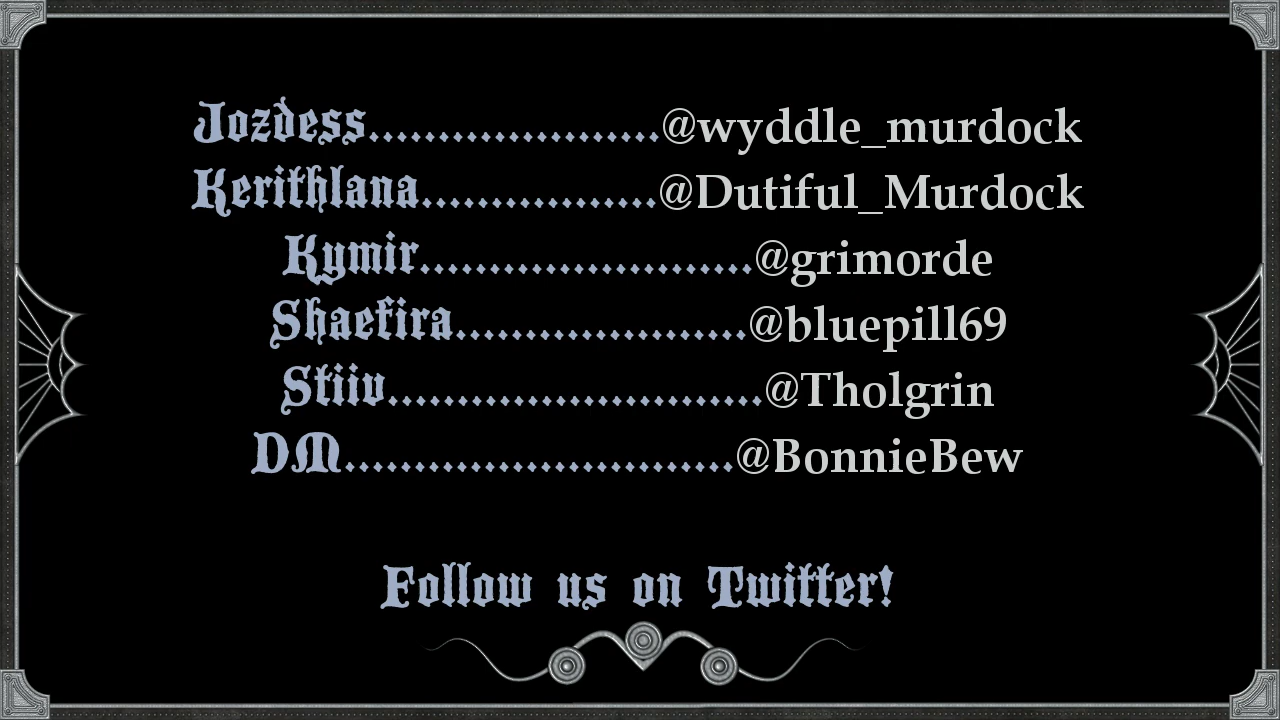 Jozdess.....................@wyddle_murdock
Kerithlana.................@Dutiful_Murdock
Kymir........................@grimorde
Shaefira.....................@bluepill69
Stiiv...........................@Tholgrin
DM............................@BonnieBew
Follow us on Twitter!